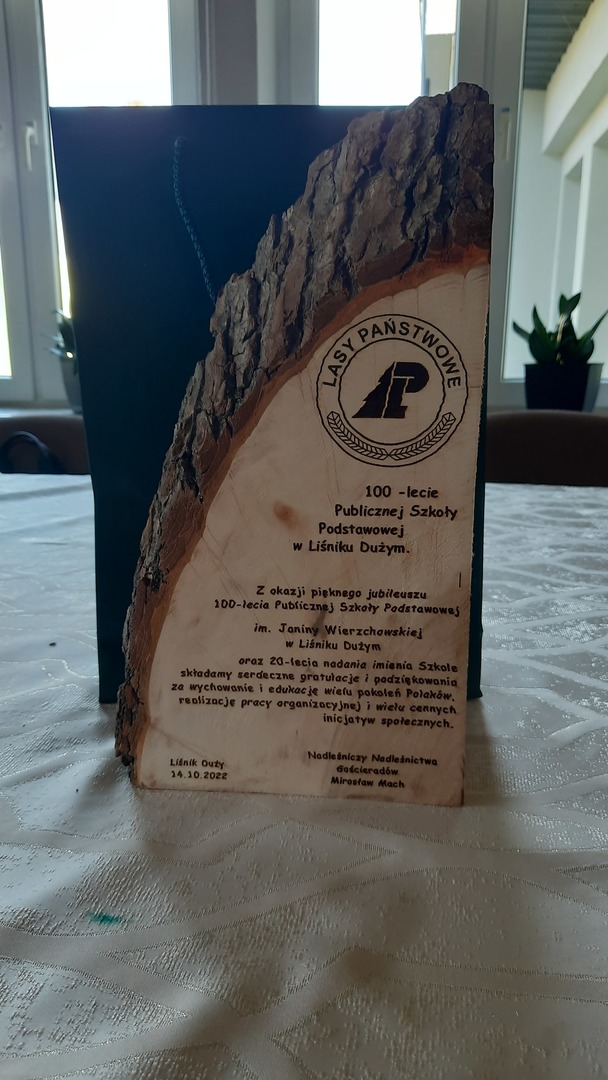 LASY PAŃSTWOWE
100 -lecie
Publicznej Szkoły
Podstawowej
w Liśniku Dużym.
Z okazji pięknego jubileuszu
100-lecia Publicznej Szkoły Podstawowej
im. Janiny Wierzchowskiej
w Liśniku Dużym
oraz 20-lecia nadania imienia Szkole
składamy serdeczne gratulacje i podziękowania
za wychowanie i edukację wielu pokoleń Polaków,
realizację pracy organizacyjnej i wielu cennych
inicjatyw społecznych.
Liśnik Duży
14.10.2022
Nadleśniczy Nadleśnictwa
Gościeradów
Mirosław Mach